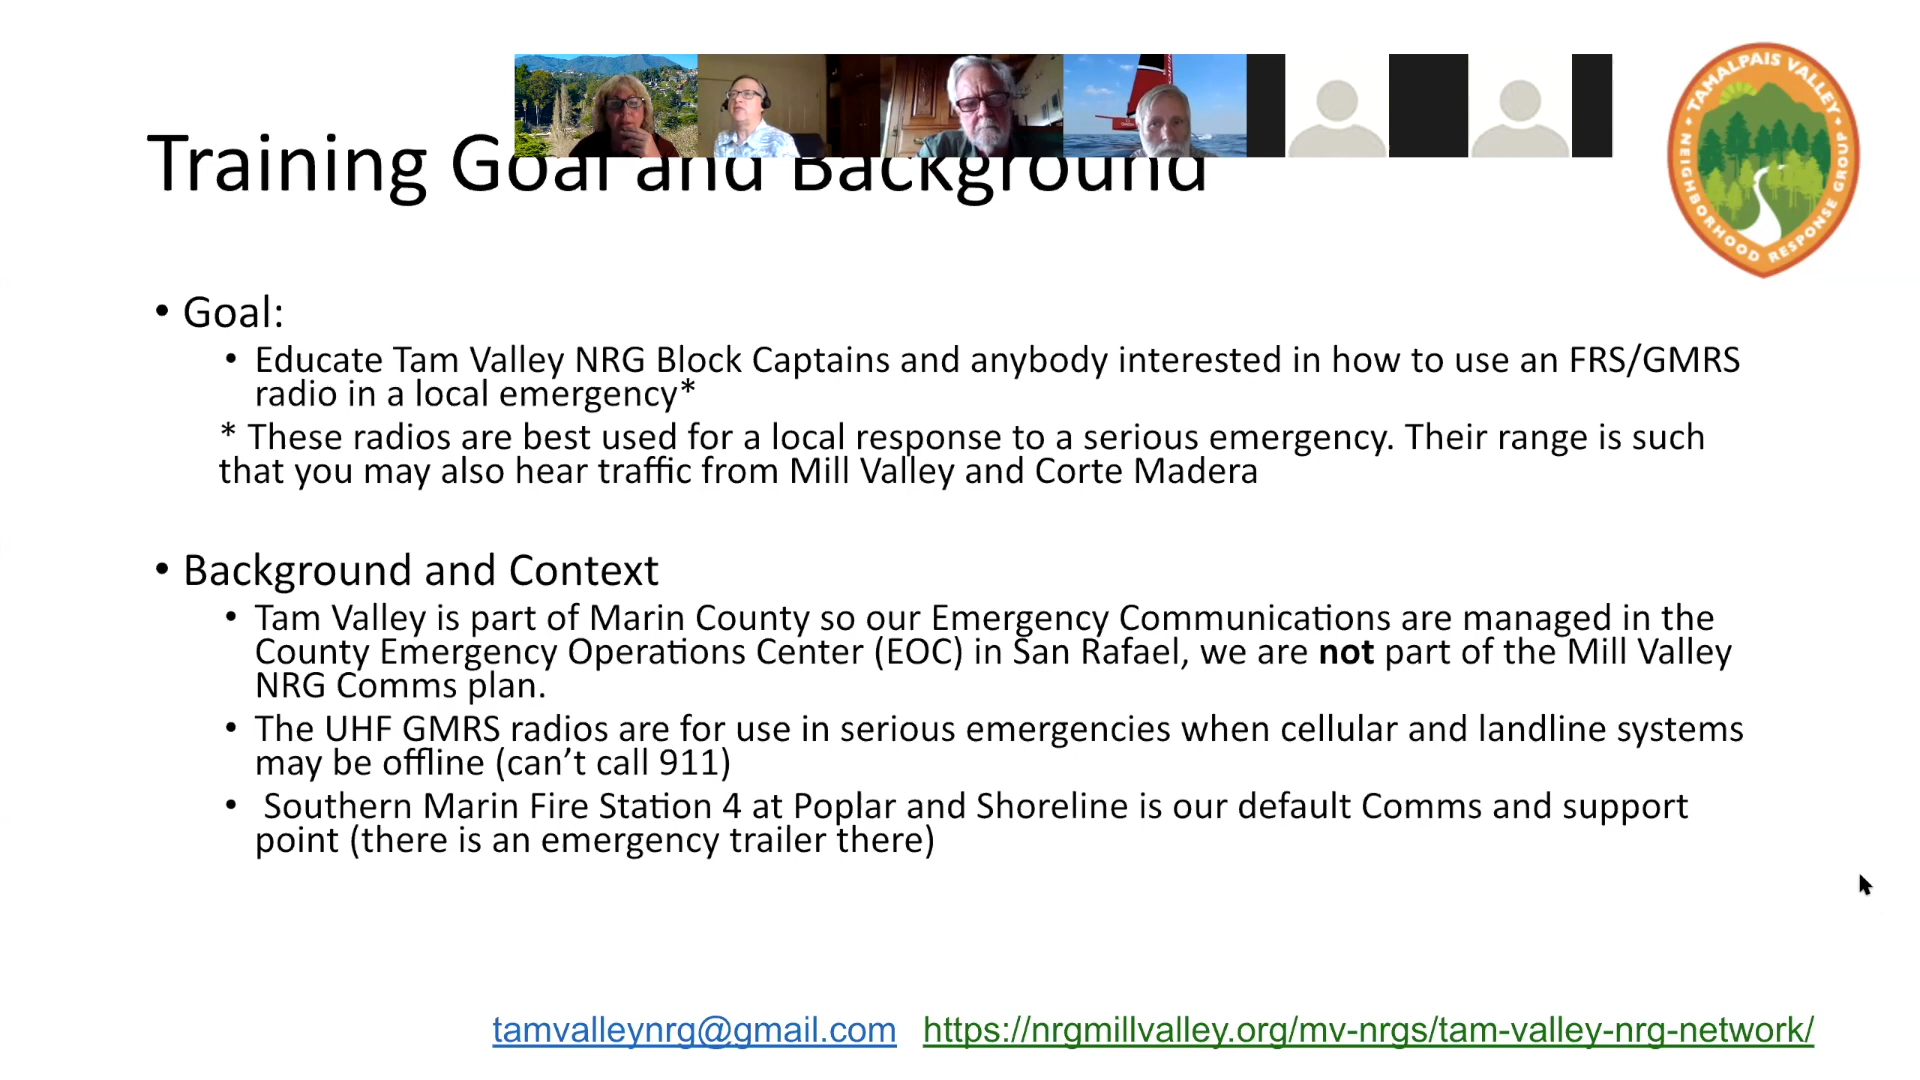 Training Goal and Background
TAMALPAIS VALLEY
NEIGHBORHOOD RESPONSE GROUP
• Goal:
• Educate Tam Valley NRG Block Captains and anybody interested in how to use an FRS/GMRS
radio in a local emergency*
* These radios are best used for a local response to a serious emergency. Their range is such
that you may also hear traffic from Mill Valley and Corte Madera
• Background and Context
• Tam Valley is part of Marin County so our Emergency Communications are managed in the
County Emergency Operations Center (EOC) in San Rafael, we are not part of the Mill Valley
NRG Comms plan.
• The UHF GMRS radios are for use in serious emergencies when cellular and landline systems
may be offline (can’t call 911)
• Southern Marin Fire Station 4 at Poplar and Shoreline is our default Comms and support
point (there is an emergency trailer there)
tamvalleynrg@gmail.com https://nrgmillvalley.org/mv-nrgs/tam-valley-nrg-network/